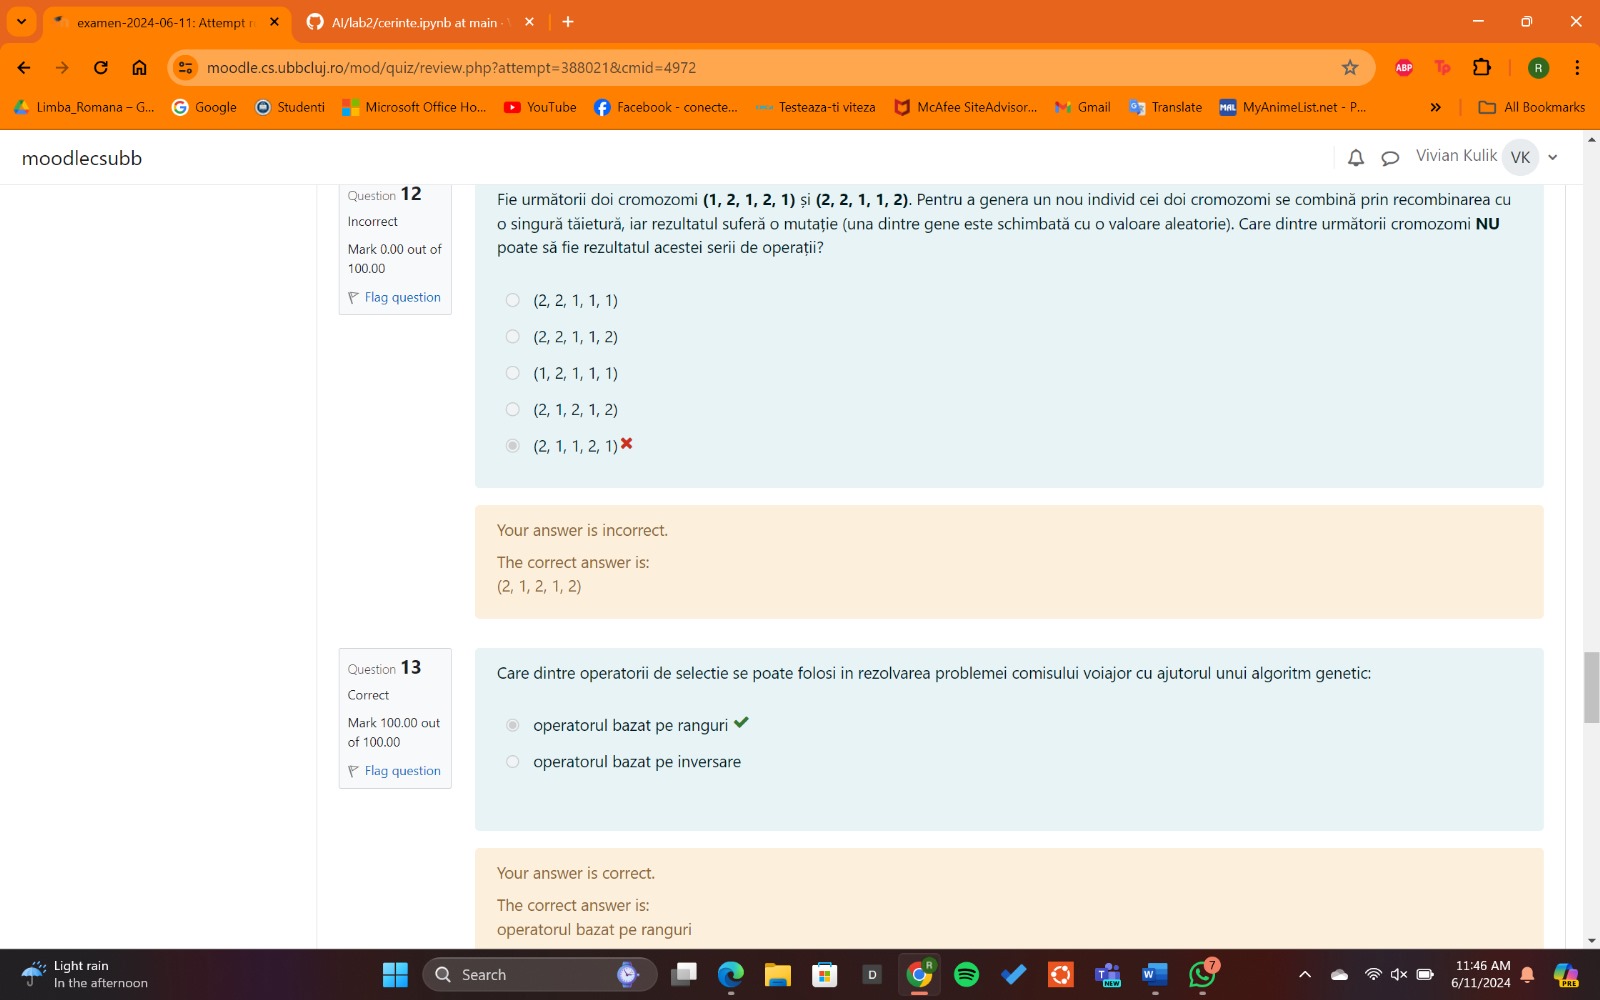 examen-2024-06-11: Attempt r
AI/lab2/cerinte.ipynb at main ·
moodle.cs.ubbcluj.ro/mod/quiz/review.php?attempt=388021&cmid=4972
ABP
Tp
R
Limba_Romana – G...
Google
Studenti
Microsoft Office Ho...
YouTube
Facebook - conecte...
Testeaza-ti viteza
McAfee SiteAdvisor...
Gmail
Translate
MAL
MyAnimeList.net - P...
»
All Bookmarks
moodlecsubb
Vivian Kulik
VK
Question 12
Incorrect
Mark 0.00 out of
100.00
Flag question
Fie următorii doi cromozomi (1, 2, 1, 2, 1) și (2, 2, 1, 1, 2). Pentru a genera un nou individ cei doi cromozomi se combină prin recombinarea cu
o singură tăietură, iar rezultatul suferă o mutație (una dintre gene este schimbată cu o valoare aleatorie). Care dintre următorii cromozomi NU
poate să fie rezultatul acestei serii de operații?
(2, 2, 1, 1, 1)
(2, 2, 1, 1, 2)
(1, 2, 1, 1, 1)
(2, 1, 2, 1, 2)
(2, 1, 1, 2, 1)
Your answer is incorrect.
The correct answer is:
(2, 1, 2, 1, 2)
Question 13
Correct
Mark 100.00 out
of 100.00
Flag question
Care dintre operatorii de selectie se poate folosi in rezolvarea problemei comisului voiajor cu ajutorul unui algoritm genetic:
operatorul bazat pe ranguri
operatorul bazat pe inversare
Your answer is correct.
The correct answer is:
operatorul bazat pe ranguri
Light rain
In the afternoon
Search
D
R
NEW
W
7
11:46 AM
6/11/2024
PRE